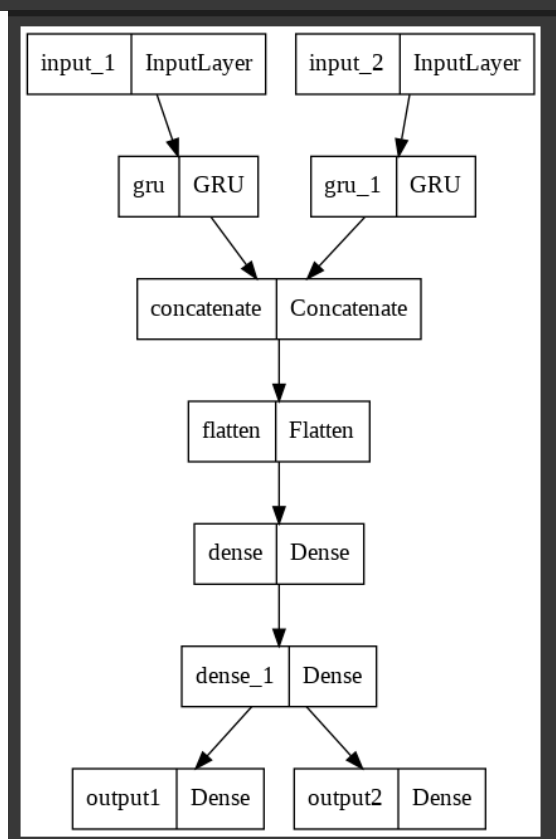 input_1 InputLayer input_2 InputLayer
gru GRU gru_1 GRU
concatenate Concatenate
flatten Flatten
dense Dense
dense_1 Dense
output1 Dense output2 Dense